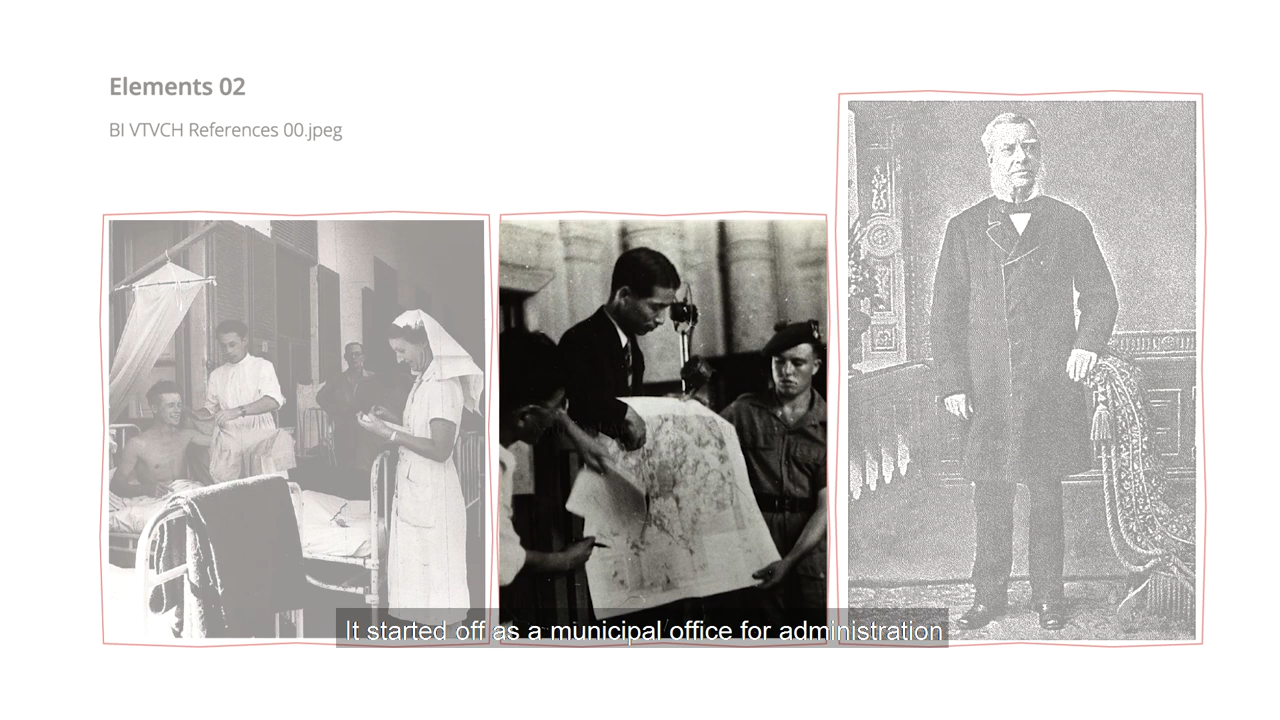 Elements 02
BI VTVCH References 00.jpeg
It started off as a municipal office for administration